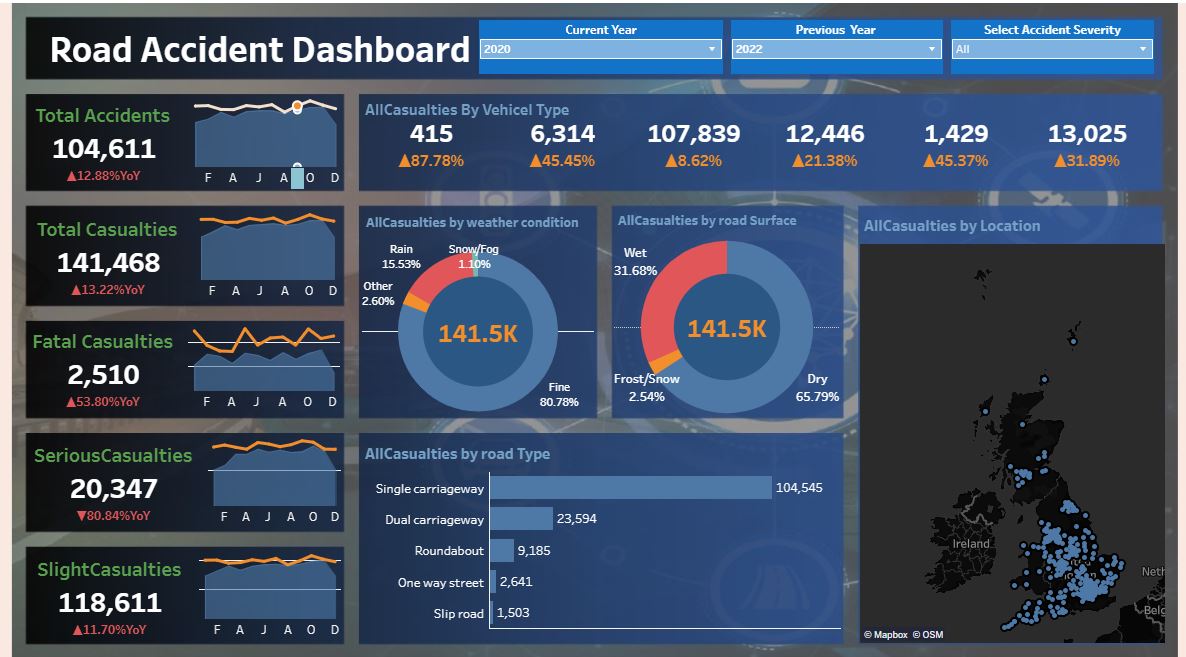 Road Accident Dashboard
Current Year
2020
Previous Year
2022
Select Accident Severity
All
Total Accidents
104,611
▲12.88%YoY
F A J A O D
Total Casualties
141,468
▲13.22%YoY
F A J A O D
Fatal Casualties
2,510
▲53.80%YoY
F A J A O D
SeriousCasualties
20,347
▼80.84%YoY
F A J A O D
SlightCasualties
118,611
▲11.70%YoY
F A J A O D
AllCasualties By Vehicel Type
415 6,314 107,839 12,446 1,429 13,025
▲87.78% ▲45.45% ▲8.62% ▲21.38% ▲45.37% ▲31.89%
AllCasualties by weather condition
Rain
15.53%
Snow/Fog
1.10%
Other
2.60%
141.5K
Fine
80.78%
AllCasualties by road Surface
Wet
31.68%
141.5K
Frost/Snow
2.54%
Dry
65.79%
AllCasualties by road Type
Single carriageway 104,545
Dual carriageway 23,594
Roundabout 9,185
One way street 2,641
Slip road 1,503
AllCasualties by Location
Ireland
Neth
Belg
© Mapbox © OSM